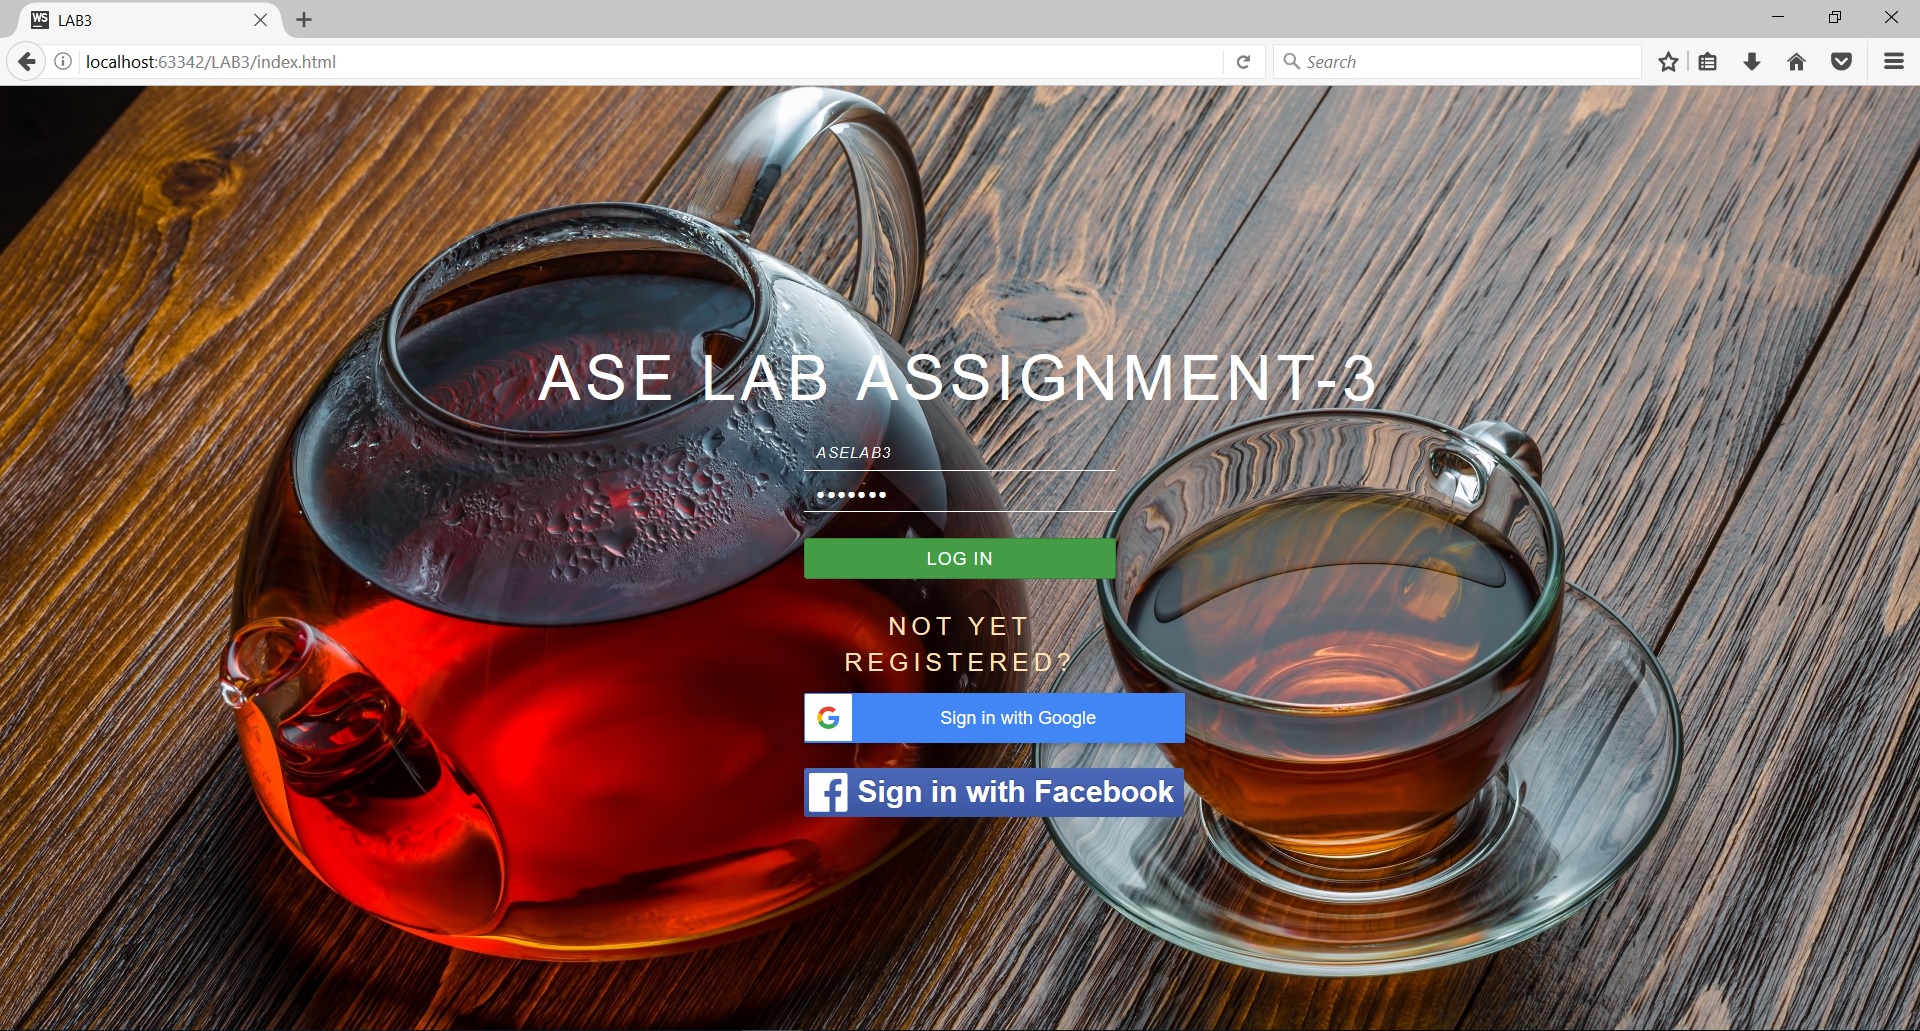 WS LAB3
localhost:63342/LAB3/index.html
Search
ASE LAB ASSIGNMENT-3
ASELAB3
•••••••
LOG IN
NOT YET
REGISTERED?
G Sign in with Google
f Sign in with Facebook